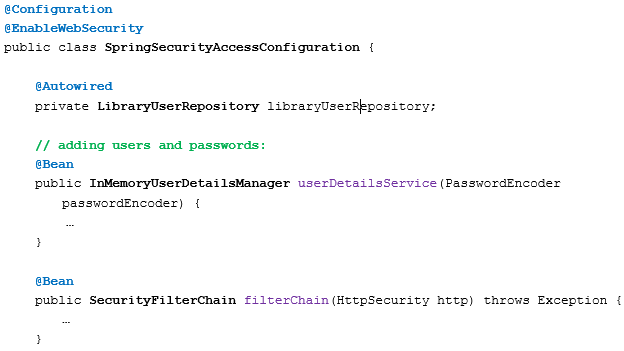 @Configuration
@EnableWebSecurity
public class SpringSecurityAccessConfiguration {
@Autowired
private LibraryUserRepository libraryUserRepository;
// adding users and passwords:
@Bean
public InMemoryUserDetailsManager userDetailsService(PasswordEncoder
passwordEncoder) {
…
}
@Bean
public SecurityFilterChain filterChain(HttpSecurity http) throws Exception {
…
}